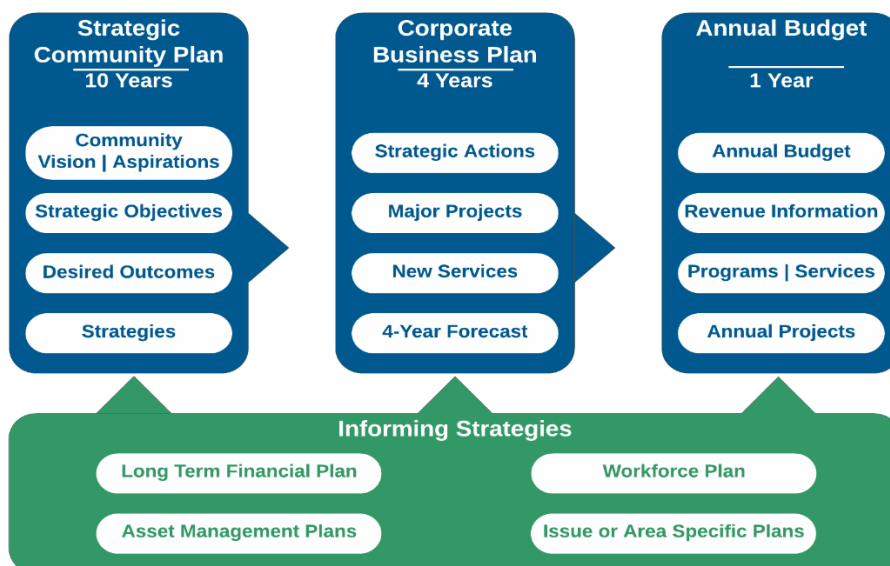 Strategic
Community Plan
10 Years
Community
Vision | Aspirations
Strategic Objectives
Desired Outcomes
Strategies
Corporate
Business Plan
4 Years
Strategic Actions
Major Projects
New Services
4-Year Forecast
Annual Budget
1 Year
Annual Budget
Revenue Information
Programs | Services
Annual Projects
Informing Strategies
Long Term Financial Plan
Workforce Plan
Asset Management Plans
Issue or Area Specific Plans